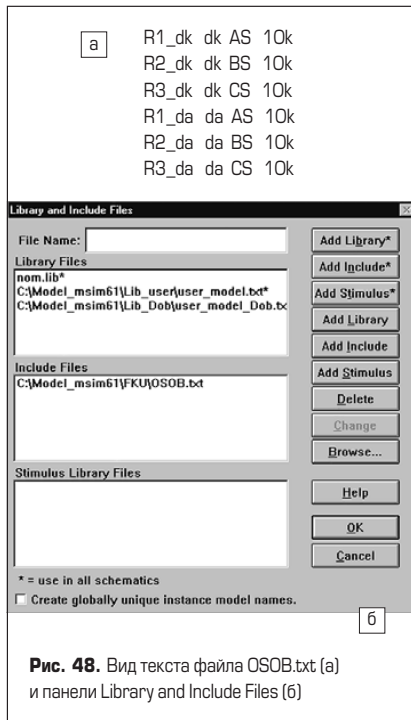 а
R1_dk dk AS 10k
R2_dk dk BS 10k
R3_dk dk CS 10k
R1_da da AS 10k
R2_da da BS 10k
R3_da da CS 10k
Library and Include Files
File Name:
Library Files
nom.lib*
C:\Model_msim61\Lib_user\user_model.txt*
C:\Model_msim61\Lib_Dob\user_model_Dob.tx
Include Files
C:\Model_msim61\FKU\OSOB.txt
Stimulus Library Files
Add Library*
Add Include*
Add Stimulus*
Add Library
Add Include
Add Stimulus
Delete
Change
Browse...
Help
OK
Cancel
* = use in all schematics
Create globally unique instance model names.
б
Рис. 48. Вид текста файла OSOB.txt (а)
и панели Library and Include Files (б)